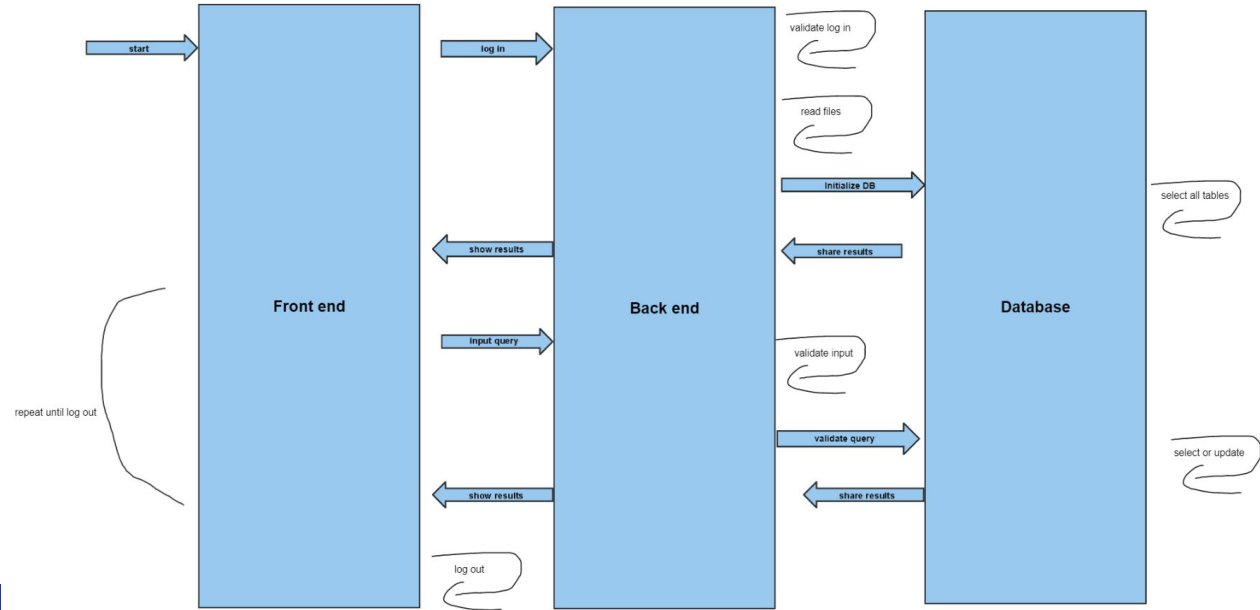 start
log in
validate log in
read files
Initialize DB
select all tables
show results
share results
Front end
Back end
Database
input query
validate input
repeat until log out
validate query
select or update
show results
share results
log out